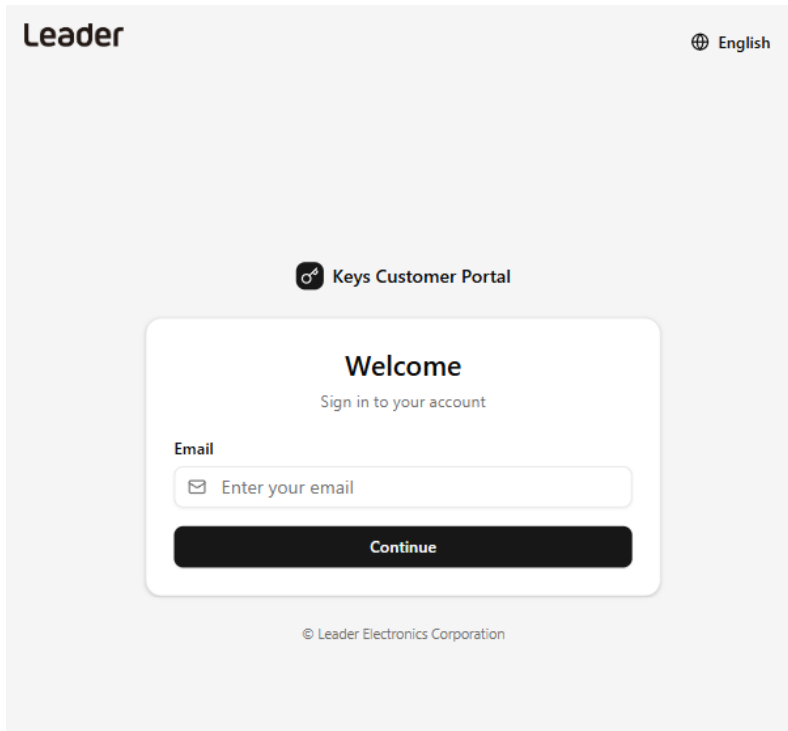 Leader
English
Keys Customer Portal
Welcome
Sign in to your account
Email
Enter your email
Continue
© Leader Electronics Corporation